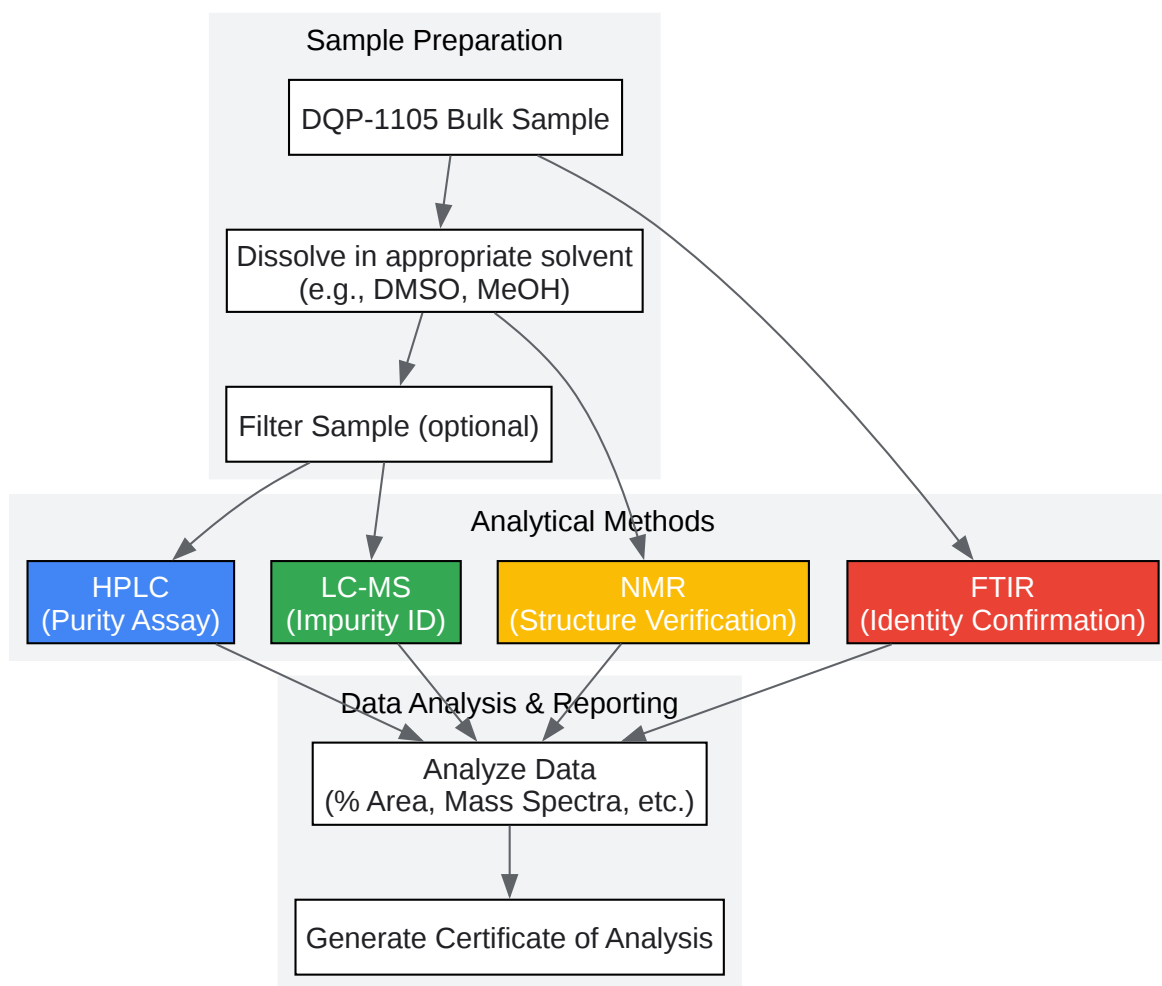 Sample Preparation
DQP-1105 Bulk Sample
Dissolve in appropriate solvent
(e.g., DMSO, MeOH)
Filter Sample (optional)
Analytical Methods
HPLC
(Purity Assay)
LC-MS
(Impurity ID)
NMR
(Structure Verification)
FTIR
(Identity Confirmation)
Data Analysis & Reporting
Analyze Data
(% Area, Mass Spectra, etc.)
Generate Certificate of Analysis